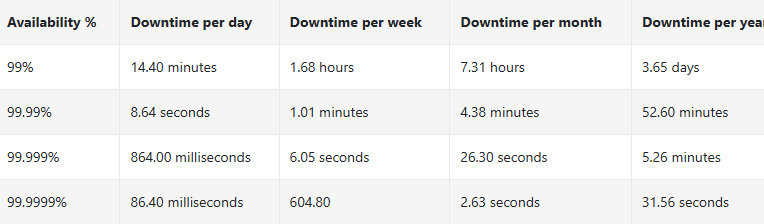 Availability % Downtime per day Downtime per week Downtime per month Downtime per yea
99% 14.40 minutes 1.68 hours 7.31 hours 3.65 days
99.99% 8.64 seconds 1.01 minutes 4.38 minutes 52.60 minutes
99.999% 864.00 milliseconds 6.05 seconds 26.30 seconds 5.26 minutes
99.9999% 86.40 milliseconds 604.80 2.63 seconds 31.56 seconds